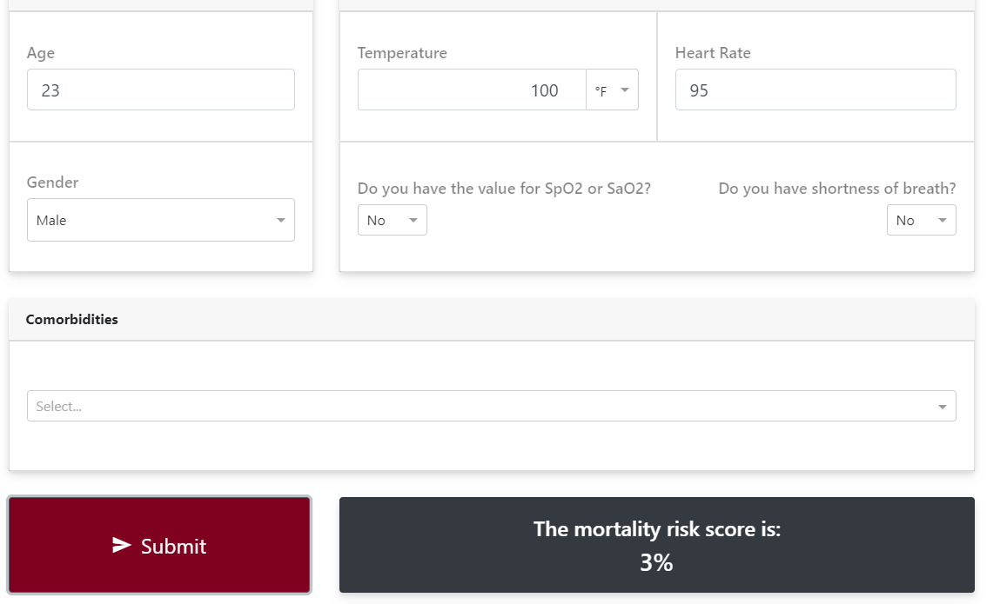 Age
23
Temperature
100 °F
Heart Rate
95
Gender
Male
Do you have the value for SpO2 or SaO2?
No
Do you have shortness of breath?
No
Comorbidities
Select...
Submit
The mortality risk score is:
3%